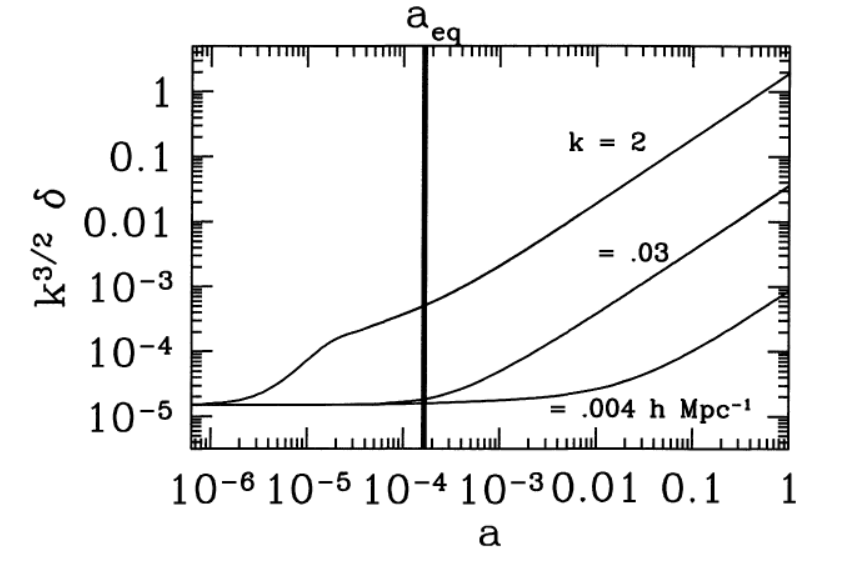 a_eq
1
0.1
0.01
10⁻³
10⁻⁴
10⁻⁵
k³/² δ
k = 2
= .03
= .004 h Mpc⁻¹
10⁻⁶ 10⁻⁵ 10⁻⁴ 10⁻³ 0.01 0.1 1
a